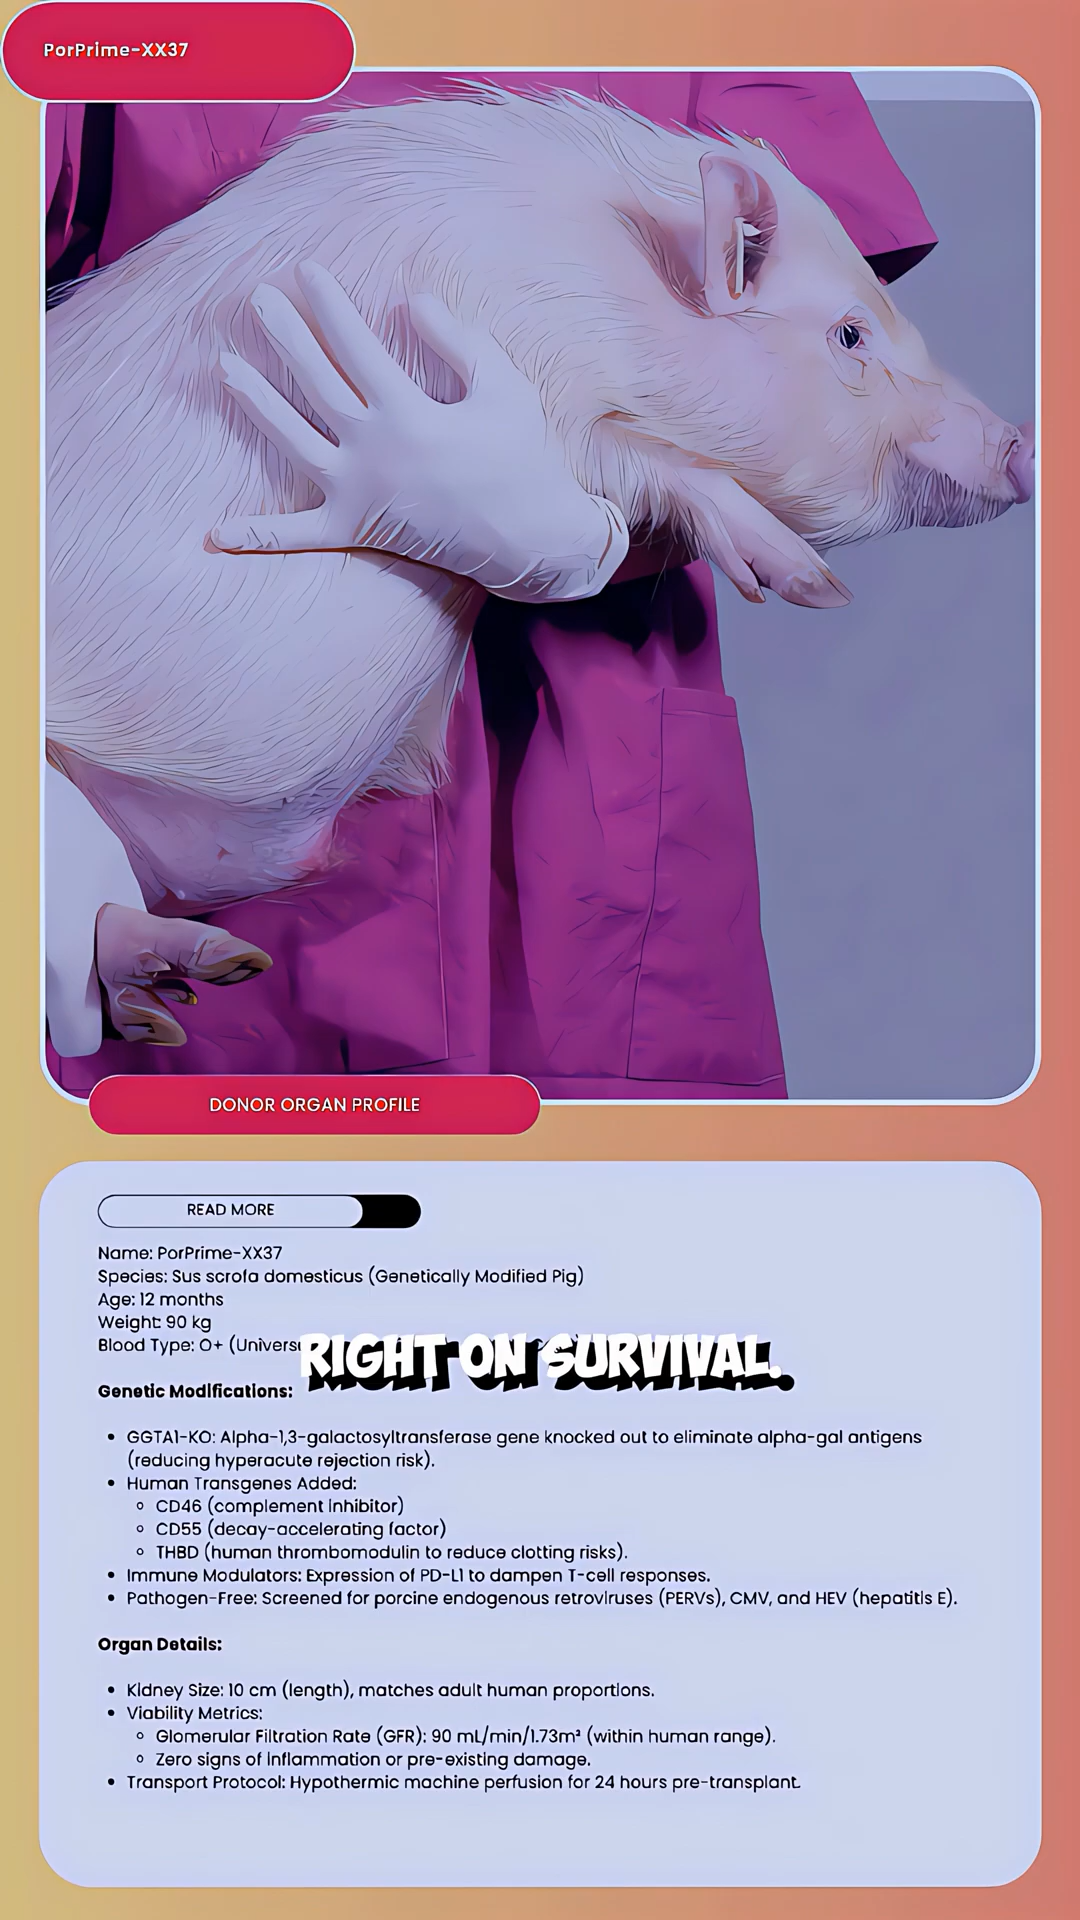 PorPrime-XX37
DONOR ORGAN PROFILE
READ MORE
Name: PorPrime-XX37
Species: Sus scrofa domesticus (Genetically Modified Pig)
Age: 12 months
Weight: 90 kg
Blood Type: O+
RIGHT ON SURVIVAL.
Genetic Modifications:
• GGTA1-KO: Alpha-1,3-galactosyltransferase gene knocked out to eliminate alpha-gal antigens
(reducing hyperacute rejection risk).
• Human Transgenes Added:
◦ CD46 (complement inhibitor)
◦ CD55 (decay-accelerating factor)
◦ THBD (human thrombomodulin to reduce clotting risks).
• Immune Modulators: Expression of PD-L1 to dampen T-cell responses.
• Pathogen-Free: Screened for porcine endogenous retroviruses (PERVs), CMV, and HEV (hepatitis E).
Organ Details:
• Kidney Size: 10 cm (length), matches adult human proportions.
• Viability Metrics:
◦ Glomerular Filtration Rate (GFR): 90 mL/min/1.73m² (within human range).
◦ Zero signs of inflammation or pre-existing damage.
• Transport Protocol: Hypothermic machine perfusion for 24 hours pre-transplant.